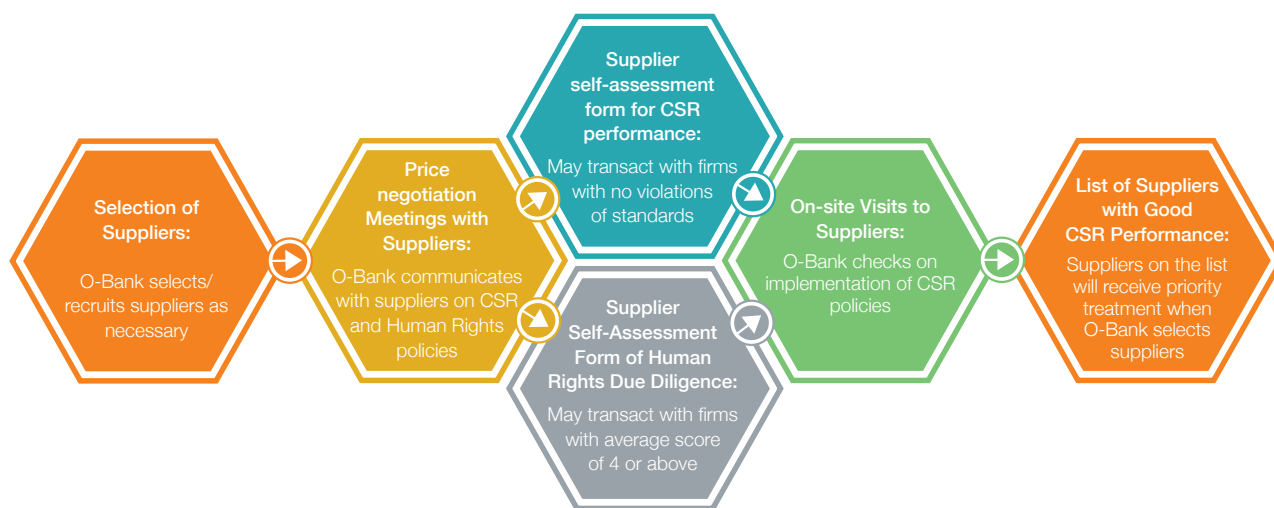 Selection of
Suppliers:
O-Bank selects/
recruits suppliers as
necessary
Price
negotiation
Meetings with
Suppliers:
O-Bank communicates
with suppliers on CSR
and Human Rights
policies
Supplier
self-assessment
form for CSR
performance:
May transact with firms
with no violations
of standards
Supplier
Self-Assessment
Form of Human
Rights Due Diligence:
May transact with firms
with average score
of 4 or above
On-site Visits to
Suppliers:
O-Bank checks on
implementation of CSR
policies
List of Suppliers
with Good
CSR Performance:
Suppliers on the list
will receive priority
treatment when
O-Bank selects
suppliers